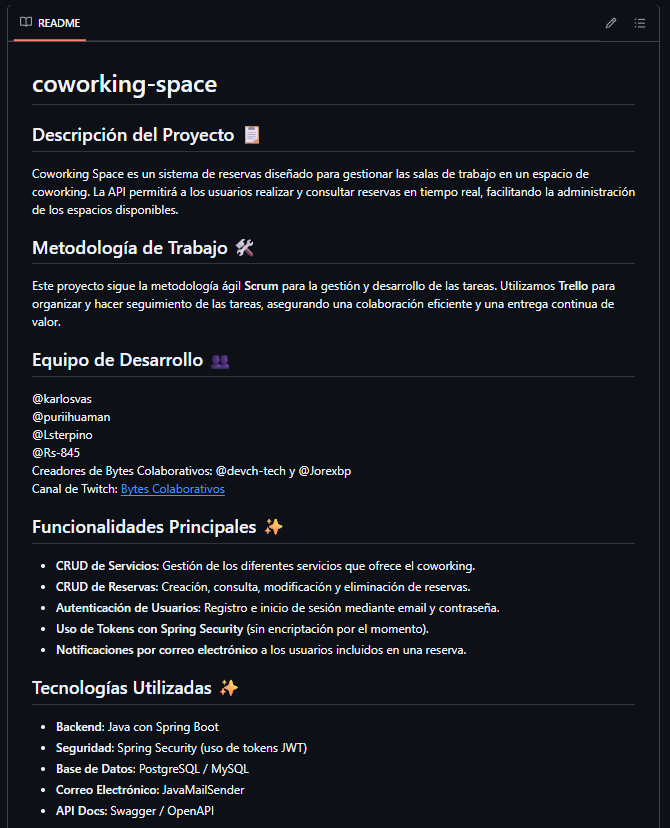 README
coworking-space
Descripción del Proyecto 📋
Coworking Space es un sistema de reservas diseñado para gestionar las salas de trabajo en un espacio de
coworking. La API permitirá a los usuarios realizar y consultar reservas en tiempo real, facilitando la administración
de los espacios disponibles.
Metodología de Trabajo 🛠️
Este proyecto sigue la metodología ágil Scrum para la gestión y desarrollo de las tareas. Utilizamos Trello para
organizar y hacer seguimiento de las tareas, asegurando una colaboración eficiente y una entrega continua de
valor.
Equipo de Desarrollo 👥
@karlosvas
@puriihuaman
@Lsterpino
@Rs-845
Creadores de Bytes Colaborativos: @devch-tech y @Jorexbp
Canal de Twitch: Bytes Colaborativos
Funcionalidades Principales ✨
• CRUD de Servicios: Gestión de los diferentes servicios que ofrece el coworking.
• CRUD de Reservas: Creación, consulta, modificación y eliminación de reservas.
• Autenticación de Usuarios: Registro e inicio de sesión mediante email y contraseña.
• Uso de Tokens con Spring Security (sin encriptación por el momento).
• Notificaciones por correo electrónico a los usuarios incluidos en una reserva.
Tecnologías Utilizadas ✨
• Backend: Java con Spring Boot
• Seguridad: Spring Security (uso de tokens JWT)
• Base de Datos: PostgreSQL / MySQL
• Correo Electrónico: JavaMailSender
• API Docs: Swagger / OpenAPI